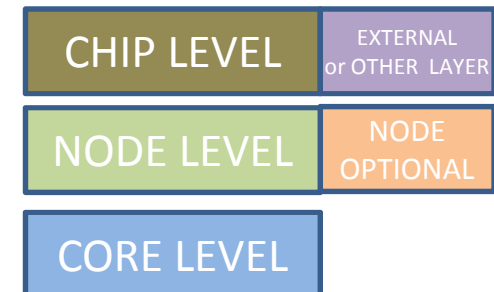 CHIP LEVEL
EXTERNAL
or OTHER LAYER
NODE LEVEL
NODE
OPTIONAL
CORE LEVEL